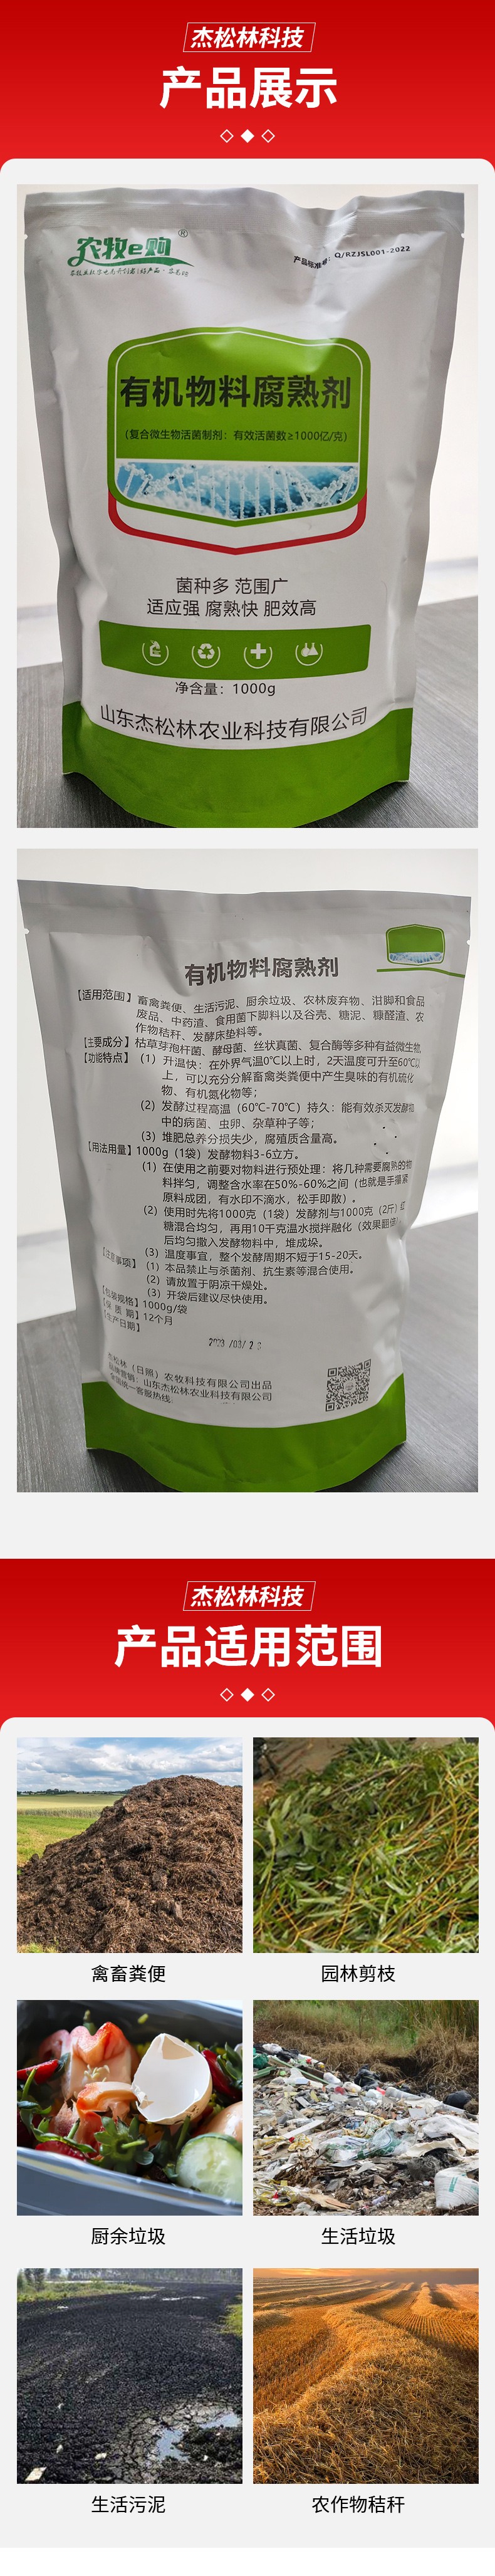 杰松林科技
产品展示
农牧e购®
产品标准号：Q/RZJSL001-2022
有机物料腐熟剂
(复合微生物活菌制剂：有效活菌数≥1000亿/克)
菌种多 范围广
适应强 腐熟快 肥效高
净含量：1000g
山东杰松林农业科技有限公司
有机物料腐熟剂
【适用范围】畜禽粪便、生活污泥、厨余垃圾、农林废弃物、泔脚和食品
废品、中药渣、食用菌下脚料以及谷壳、糖泥、糠醛渣、农
作物秸秆、发酵床垫料等。
【主要成分】枯草芽孢杆菌、酵母菌、丝状真菌、复合酶等多种有益微生物
【功能特点】(1) 升温快：在外界气温0℃以上时，2天温度可升至60℃以
上，可以充分分解畜禽类粪便中产生臭味的有机硫化
物、有机氮化物等；
(2) 发酵过程高温（60℃-70℃）持久：能有效杀灭发酵物
中的病菌、虫卵、杂草种子等；
(3) 堆肥总养分损失少，腐殖质含量高。
【用法用量】1000g（1袋）发酵物料3-6立方。
(1) 在使用之前要对物料进行预处理：将几种需要腐熟的物
料拌匀，调整含水率在50%-60%之间（也就是手攥紧
原料成团，有水印不滴水，松手即散）。
(2) 使用时先将1000克（1袋）发酵剂与1000克（2斤）红
糖混合均匀，再用10千克温水搅拌融化（效果翻倍）
后均匀撒入发酵物料中，堆成垛。
(3) 温度事宜，整个发酵周期不短于15-20天。
【注意事项】(1) 本品禁止与杀菌剂、抗生素等混合使用。
(2) 请放置于阴凉干燥处。
(3) 开袋后建议尽快使用。
【包装规格】1000g/袋
【保 质 期】12个月
【生产日期】
杰松林（日照）农牧科技有限公司出品
品牌营销：山东杰松林农业科技有限公司
全国统一客服热线：
杰松林科技
产品适用范围
禽畜粪便
园林剪枝
厨余垃圾
生活垃圾
生活污泥
农作物秸秆